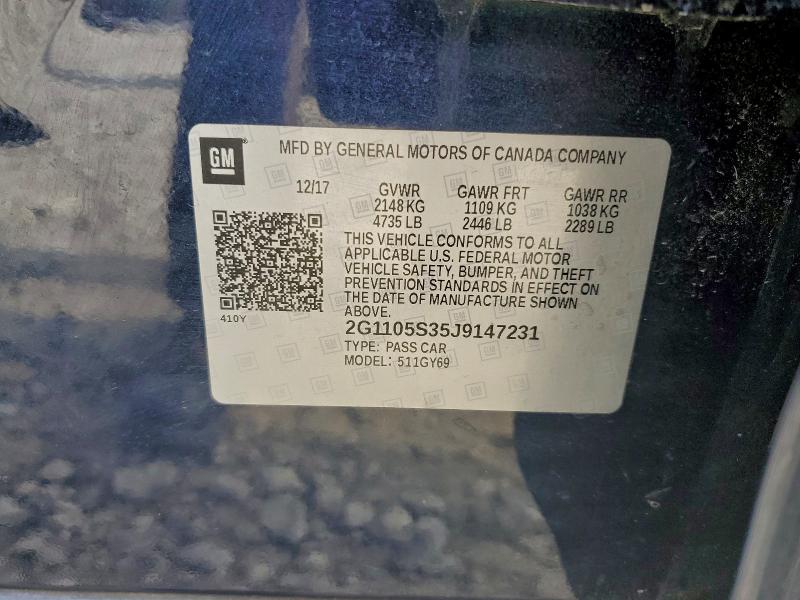 GM
MFD BY GENERAL MOTORS OF CANADA COMPANY
12/17 GVWR GAWR FRT GAWR RR
2148 KG 1109 KG 1038 KG
4735 LB 2446 LB 2289 LB
THIS VEHICLE CONFORMS TO ALL
APPLICABLE U.S. FEDERAL MOTOR
VEHICLE SAFETY, BUMPER, AND THEFT
PREVENTION STANDARDS IN EFFECT ON
THE DATE OF MANUFACTURE SHOWN
ABOVE.
410Y
2G1105S35J9147231
TYPE: PASS CAR
MODEL: 511GY69